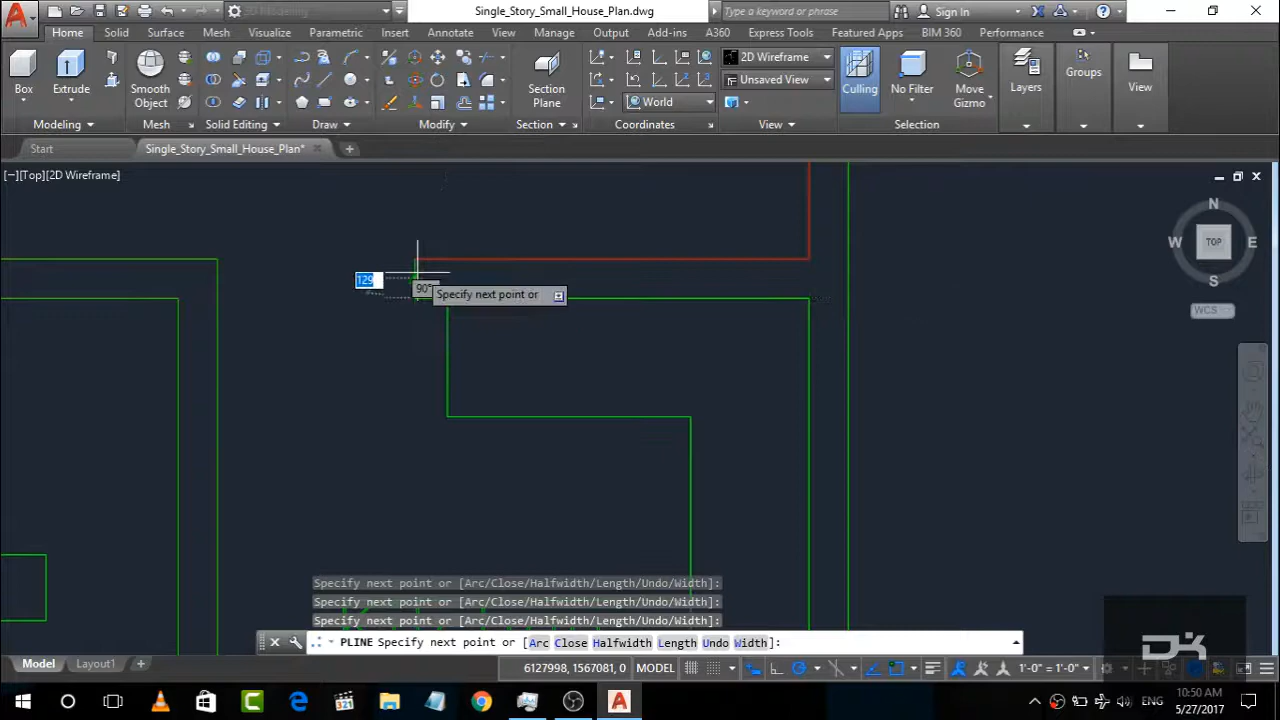 3D Modeling
Single_Story_Small_House_Plan.dwg
Type a keyword or phrase
Sign In
Home Solid Surface Mesh Visualize Parametric Insert Annotate View Manage Output Add-ins A360 Express Tools Featured Apps BIM 360 Performance
Box
Extrude
Smooth
Object
Section
Plane
World
2D Wireframe
Unsaved View
Culling
No Filter
Move
Gizmo
Layers
Groups
View
Modeling Mesh Solid Editing Draw Modify Section Coordinates View Selection
Start
Single_Story_Small_House_Plan*
[−][Top][2D Wireframe]
N
W TOP E
S
WCS
129
90°
Specify next point or
Specify next point or [Arc/Close/Halfwidth/Length/Undo/Width]:
Specify next point or [Arc/Close/Halfwidth/Length/Undo/Width]:
Specify next point or [Arc/Close/Halfwidth/Length/Undo/Width]:
PLINE Specify next point or [Arc Close Halfwidth Length Undo Width]:
Model Layout1
6127998, 1567081, 0 MODEL
1'-0" = 1'-0"
DK
321
ENG
10:50 AM
5/27/2017